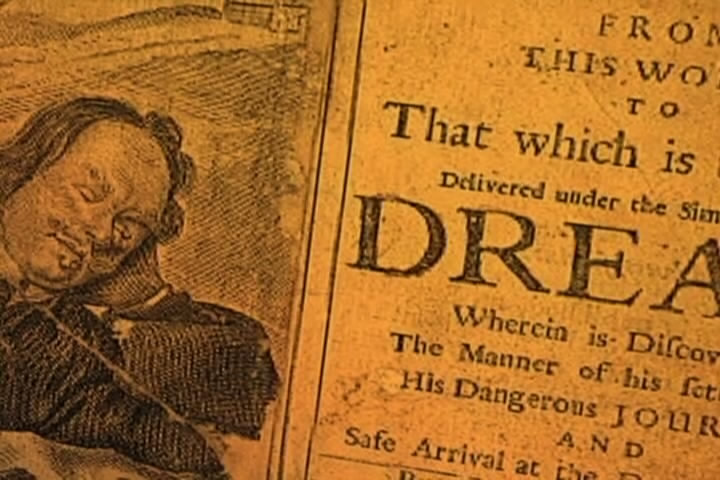 FROM
THIS WO
TO
That which is
Delivered under the Sim
DREA
Wherein is Diſcov
The Manner of his ſet
His Dangerous JOUR
AND
Safe Arrival at the